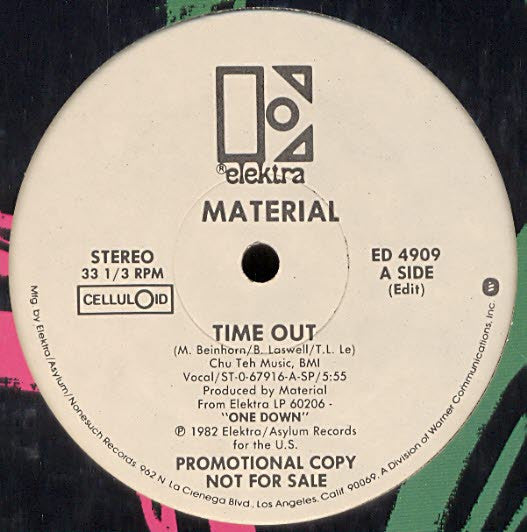 ® elektra
MATERIAL
STEREO
33 1/3 RPM
CELLULOID
ED 4909
A SIDE
(Edit)
TIME OUT
(M. Beinhorn/B. Laswell/T.L. Le)
Chu Teh Music, BMI
Vocal/ST-0-67916-A-SP/5:55
Produced by Material
From Elektra LP 60206 -
"ONE DOWN"
℗ 1982 Elektra/Asylum Records
for the U.S.
PROMOTIONAL COPY
NOT FOR SALE
Mfg by Elektra/Asylum/Nonesuch Records, 962 N. La Cienega Blvd., Los Angeles, Calif. 90069. A Division of Warner Communications, Inc. W